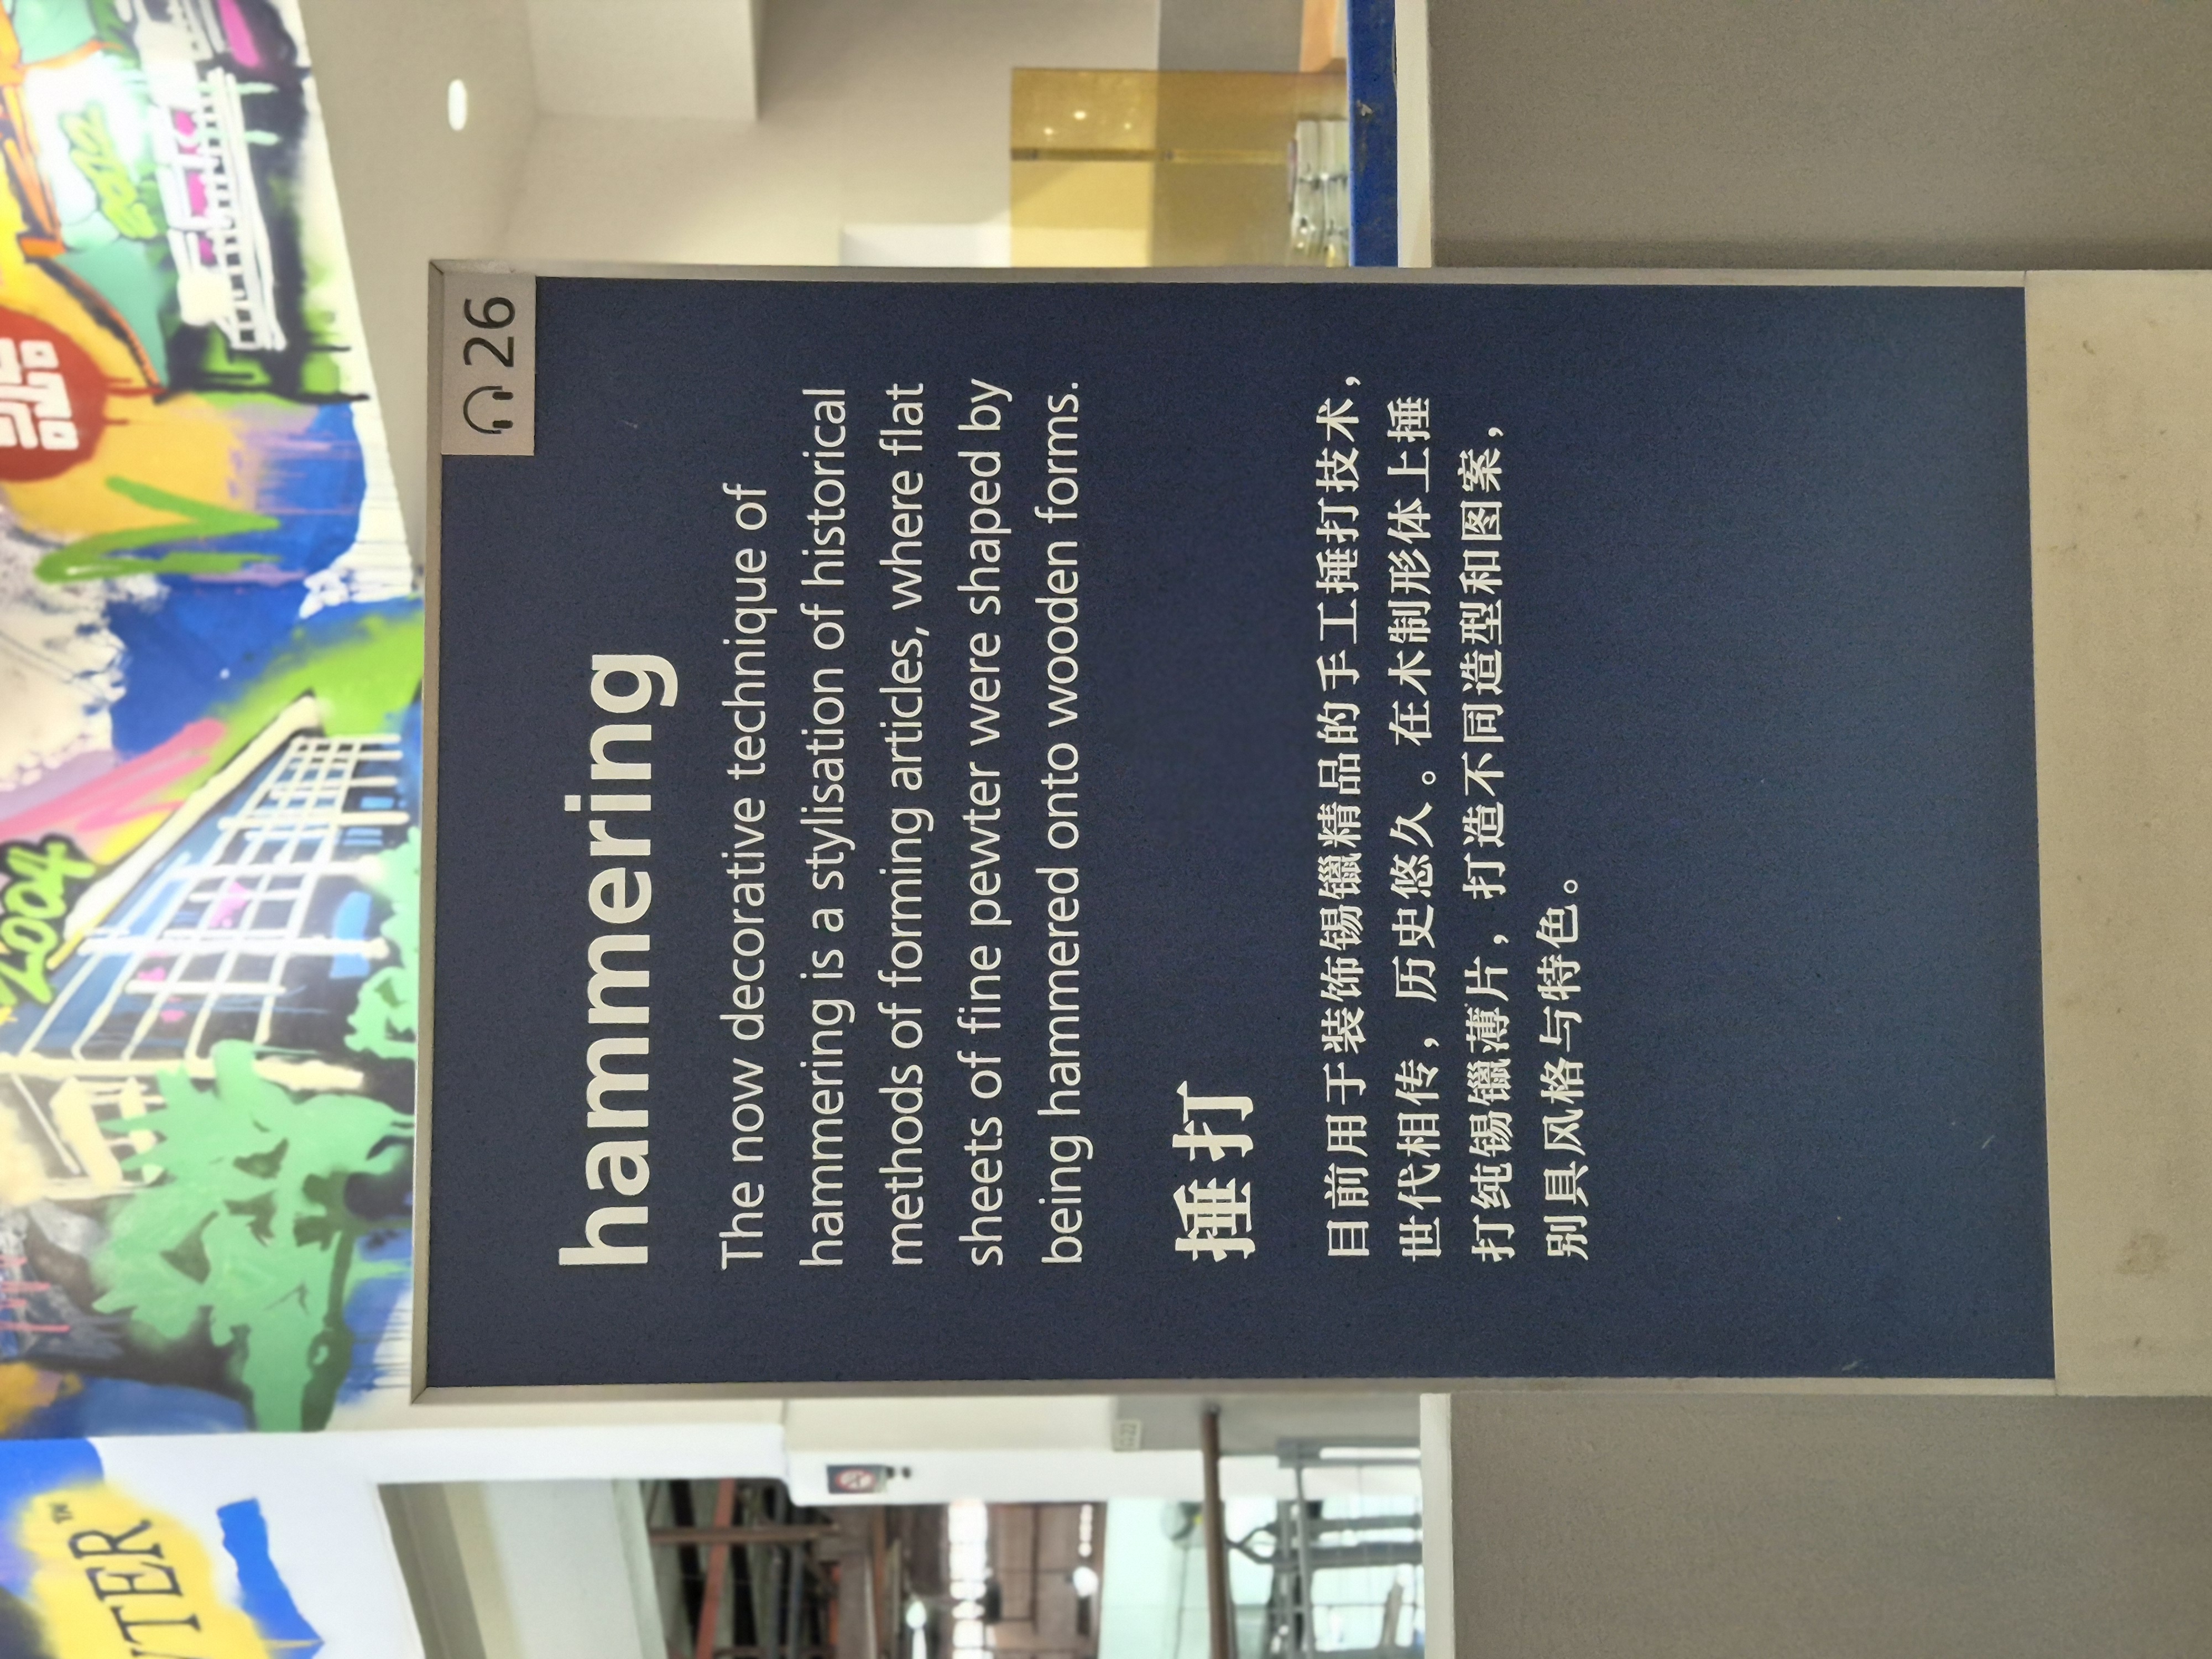 26
hammering
The now decorative technique of
hammering is a stylisation of historical
methods of forming articles, where flat
sheets of fine pewter were shaped by
being hammered onto wooden forms.
捶打
目前用于装饰锡镴精品的手工捶打技术，
世代相传，历史悠久。在木制形体上捶
打纯锡镴薄片，打造不同造型和图案，
别具风格与特色。
2004
2012